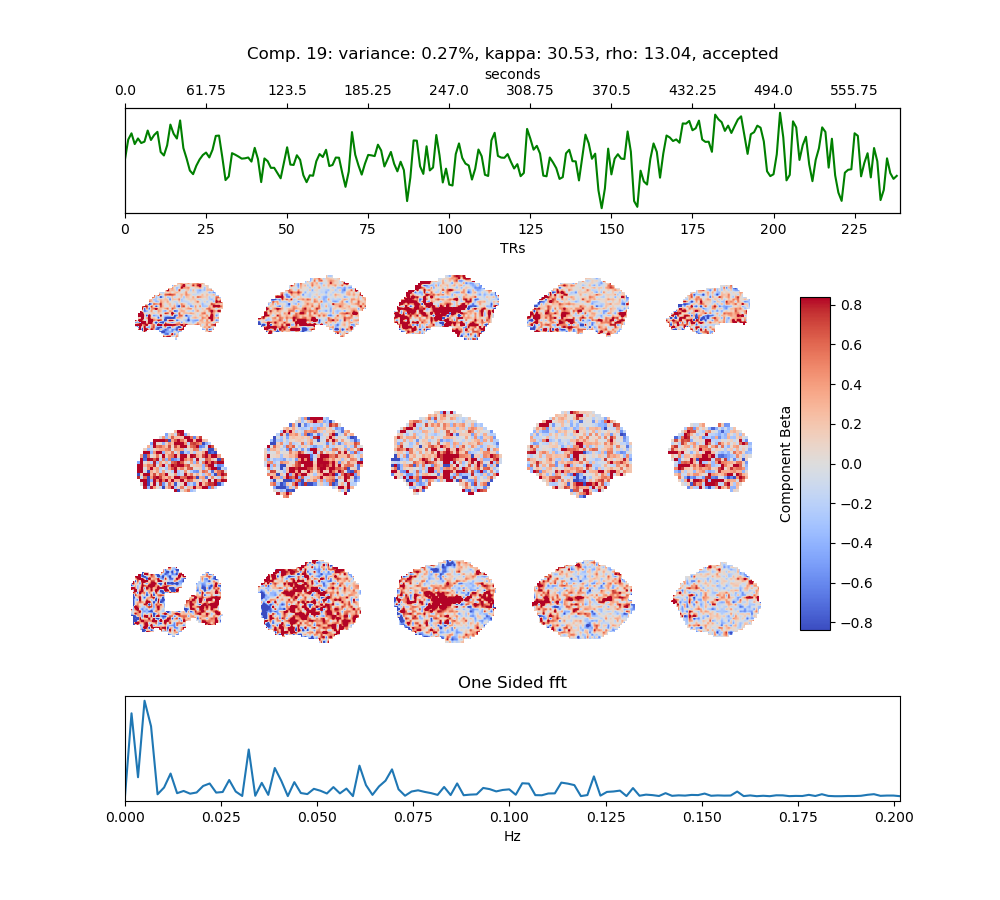 Comp. 19: variance: 0.27%, kappa: 30.53, rho: 13.04, accepted
seconds
0.0 61.75 123.5 185.25 247.0 308.75 370.5 432.25 494.0 555.75
0 25 50 75 100 125 150 175 200 225
TRs
0.8
0.6
0.4
0.2
0.0
−0.2
−0.4
−0.6
−0.8
Component Beta
One Sided fft
0.000 0.025 0.050 0.075 0.100 0.125 0.150 0.175 0.200
Hz